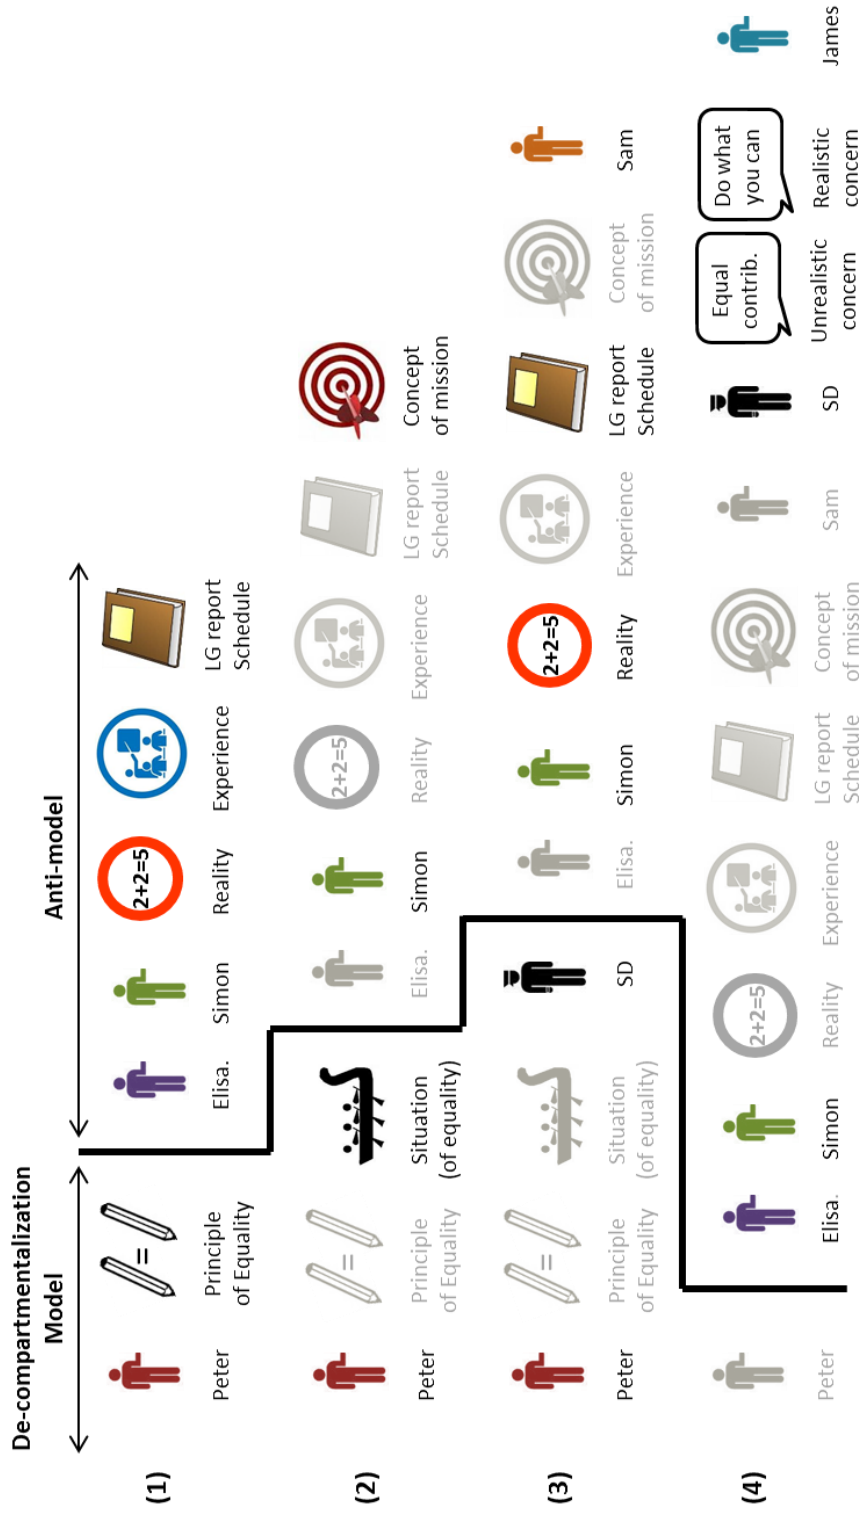 De-compartmentalization
Model
Anti-model
(1)
=
2+2=5
Peter
Principle
of Equality
Elisa.
Simon
Reality
Experience
LG report
Schedule
(2)
=
2+2=5
Peter
Principle
of Equality
Situation
(of equality)
Elisa.
Simon
Reality
Experience
LG report
Schedule
Concept
of mission
(3)
=
2+2=5
Peter
Principle
of Equality
Situation
(of equality)
SD
Elisa.
Simon
Reality
Experience
LG report
Schedule
Concept
of mission
Sam
(4)
2+2=5
Equal
contrib.
Do what
you can
Peter
Elisa.
Simon
Reality
Experience
LG report
Schedule
Concept
of mission
Sam
SD
Unrealistic
concern
Realistic
concern
James